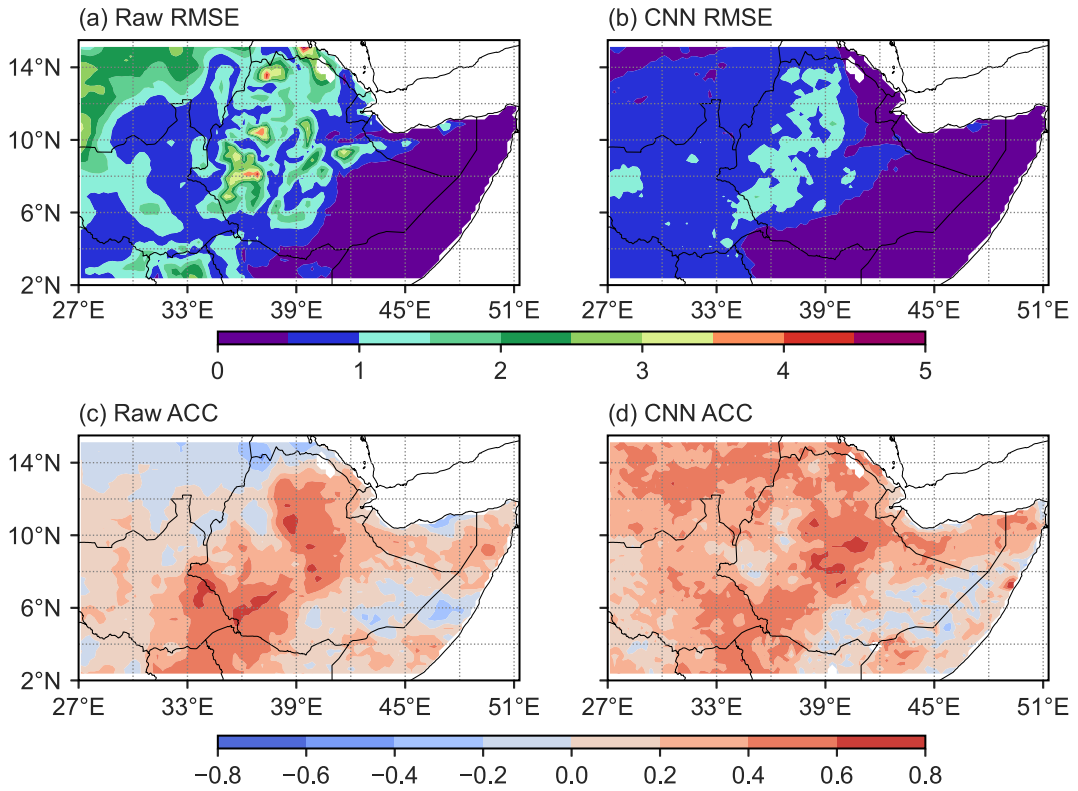 (a) Raw RMSE
(b) CNN RMSE
14°N
10°N
6°N
2°N
27°E 33°E 39°E 45°E 51°E
27°E 33°E 39°E 45°E 51°E
0 1 2 3 4 5
(c) Raw ACC
(d) CNN ACC
14°N
10°N
6°N
2°N
27°E 33°E 39°E 45°E 51°E
27°E 33°E 39°E 45°E 51°E
−0.8 −0.6 −0.4 −0.2 0.0 0.2 0.4 0.6 0.8